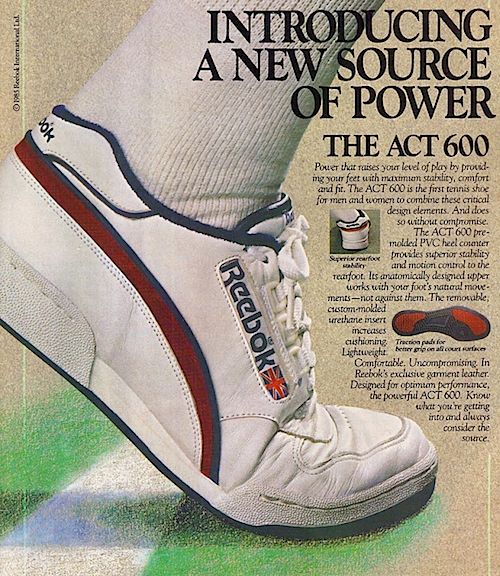 © 1985 Reebok International Ltd.
INTRODUCING
A NEW SOURCE
OF POWER
THE ACT 600
Power that raises your level of play by provid-
ing your feet with maximum stability, comfort
and fit. The ACT 600 is the first tennis shoe
for men and women to combine these critical
design elements. And does
so without compromise.
The ACT 600 pre-
molded PVC heel counter
provides superior stability
and motion control to the
rearfoot. Its anatomically designed upper
works with your foot's natural move-
ments—not against them. The removable,
custom-molded
urethane insert
increases
cushioning.
Lightweight.
Comfortable. Uncompromising. In
Reebok's exclusive garment leather.
Designed for optimum performance,
the powerful ACT 600. Know
what you're getting
into and always
consider the
source.
Superior rearfoot
stability
Traction pads for
better grip on all court surfaces
ok
Reebok®